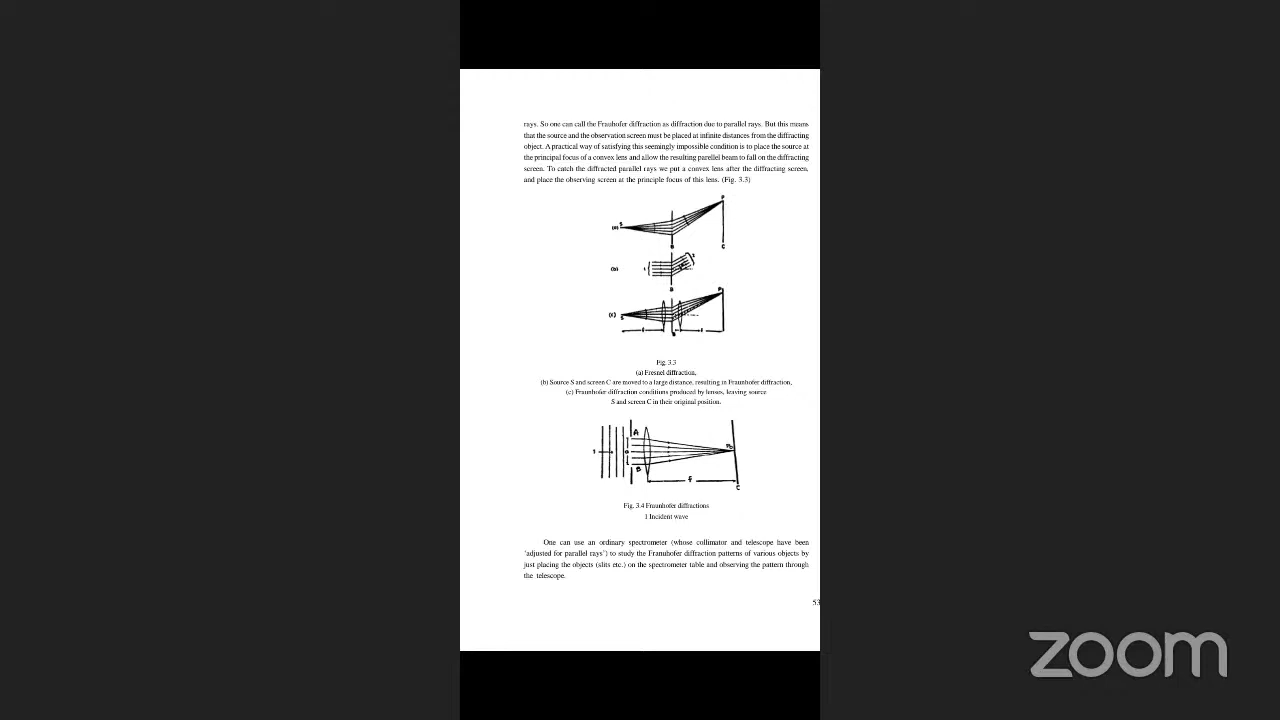 rays. So one can call the Frauhofer diffraction as diffraction due to parallel rays. But this means
that the source and the observation screen must be placed at infinite distances from the diffracting
object. A practical way of satisfying this seemingly impossible condition is to place the source at
the principal focus of a convex lens and allow the resulting parellel beam to fall on the diffracting
screen. To catch the diffracted parallel rays we put a convex lens after the diffracting screen,
and place the observing screen at the principle focus of this lens. (Fig. 3.3)
P
S
(a)
B
C
(b)
B
P
(c)
S
f
f
Fig. 3.3
(a) Fresnel diffraction,
(b) Source S and screen C are moved to a large distance, resulting in Fraunhofer diffraction,
(c) Fraunhofer diffraction conditions produced by lenses, leaving source
S and screen C in their original position.
A
1
B
f
C
Fig. 3.4 Fraunhofer diffractions
1 Incident wave
One can use an ordinary spectrometer (whose collimator and telescope have been
‘adjusted for parallel rays’) to study the Franuhofer diffraction patterns of various objects by
just placing the objects (slits etc.) on the spectrometer table and observing the pattern through
the telescope.
53
zoom